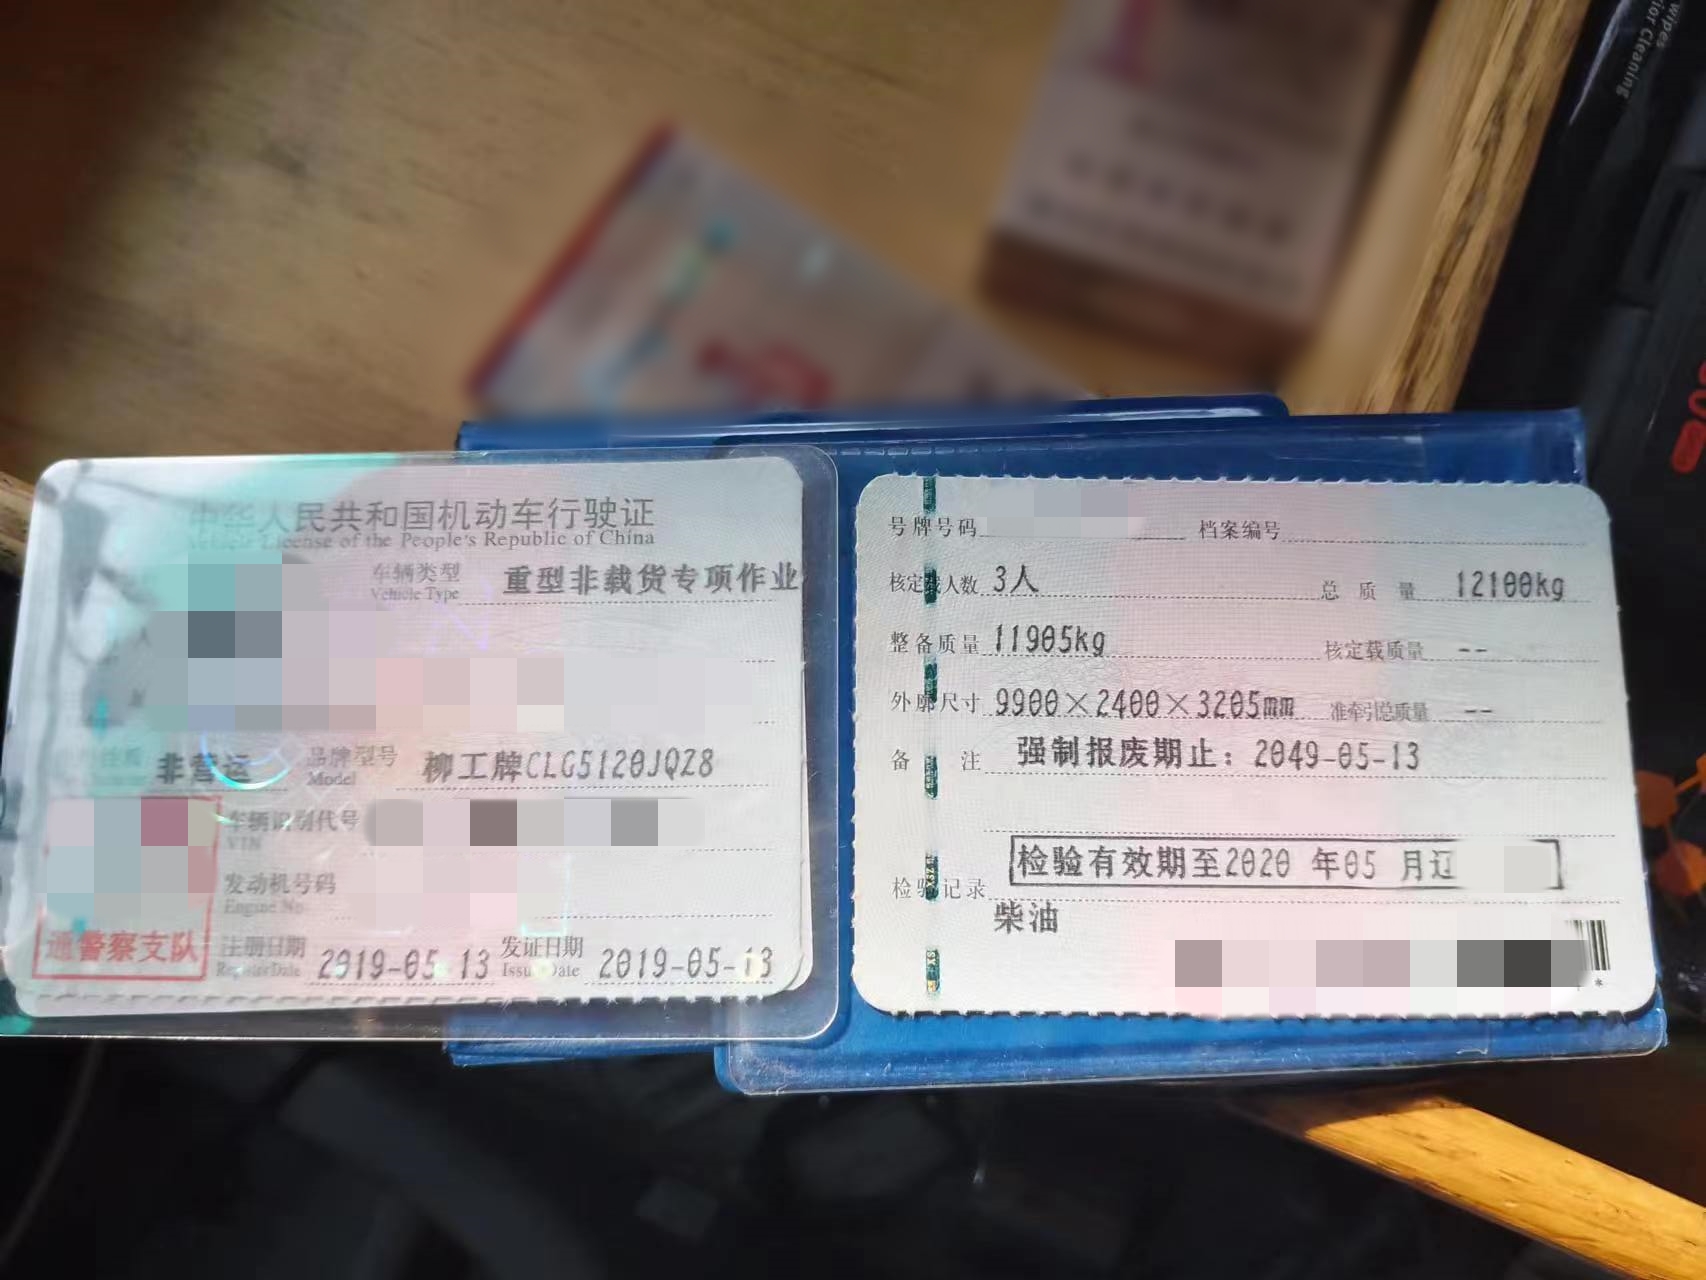 wipes
ior Cleaning
中华人民共和国机动车行驶证
Vehicle License of the People's Republic of China
车辆类型 重型非载货专项作业
Vehicle Type
人
非营运 品牌型号 柳工牌CLG5120JQZ8
Model
车辆识别代号
VIN
发动机号码
Engine No.
通警察支队
注册日期 2019-05-13 发证日期 2019-05-13
Register Date Issue Date
号牌号码 档案编号
核定载人数 3人 总质量 12100kg
整备质量 11905kg 核定载质量 --
外廓尺寸 9900×2400×3205mm 准牵引总质量 --
备注 强制报废期止：2049-05-13
检验有效期至2020 年05 月辽
检验记录
柴油
*